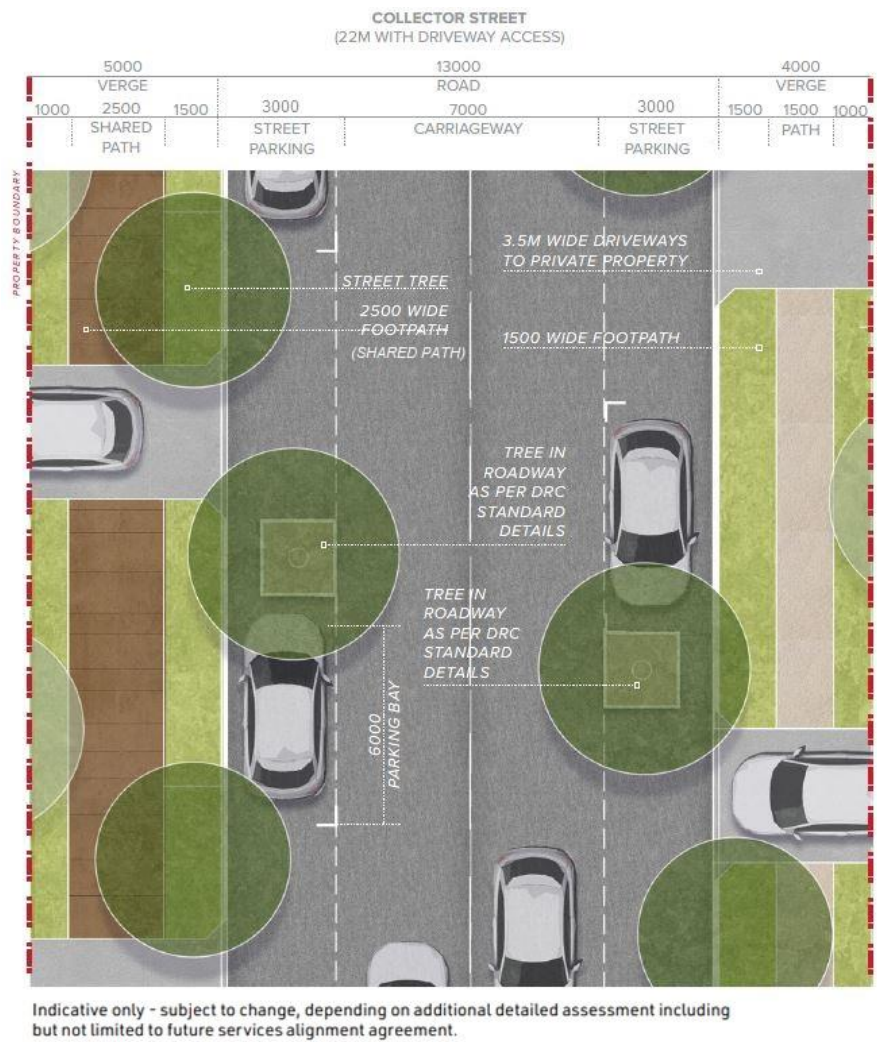 COLLECTOR STREET
(22M WITH DRIVEWAY ACCESS)
5000
VERGE
13000
ROAD
4000
VERGE
1000
2500
SHARED
PATH
1500
3000
STREET
PARKING
7000
CARRIAGEWAY
3000
STREET
PARKING
1500
1500
PATH
1000
PROPERTY BOUNDARY
3.5M WIDE DRIVEWAYS
TO PRIVATE PROPERTY
STREET TREE
2500 WIDE
FOOTPATH
(SHARED PATH)
1500 WIDE FOOTPATH
TREE IN
ROADWAY
AS PER DRC
STANDARD
DETAILS
TREE IN
ROADWAY
AS PER DRC
STANDARD
DETAILS
6000
PARKING BAY
Indicative only - subject to change, depending on additional detailed assessment including
but not limited to future services alignment agreement.